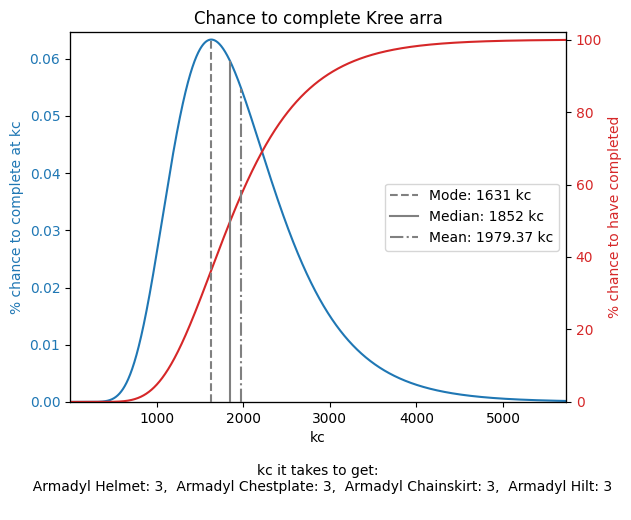 Chance to complete Kree arra
% chance to complete at kc
0.06
0.05
0.04
0.03
0.02
0.01
0.00
1000 2000 3000 4000 5000
kc
100
80
60
40
20
0
% chance to have completed
Mode: 1631 kc
Median: 1852 kc
Mean: 1979.37 kc
kc it takes to get:
Armadyl Helmet: 3, Armadyl Chestplate: 3, Armadyl Chainskirt: 3, Armadyl Hilt: 3